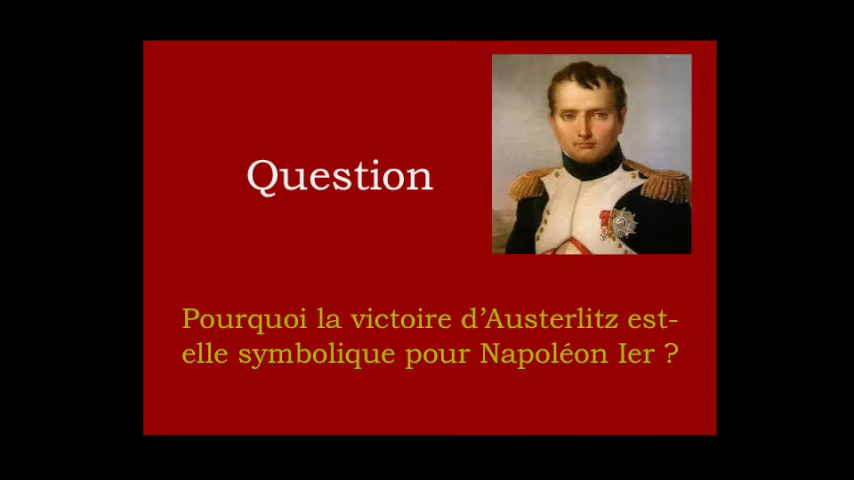 Question
Pourquoi la victoire d’Austerlitz est-
elle symbolique pour Napoléon Ier ?